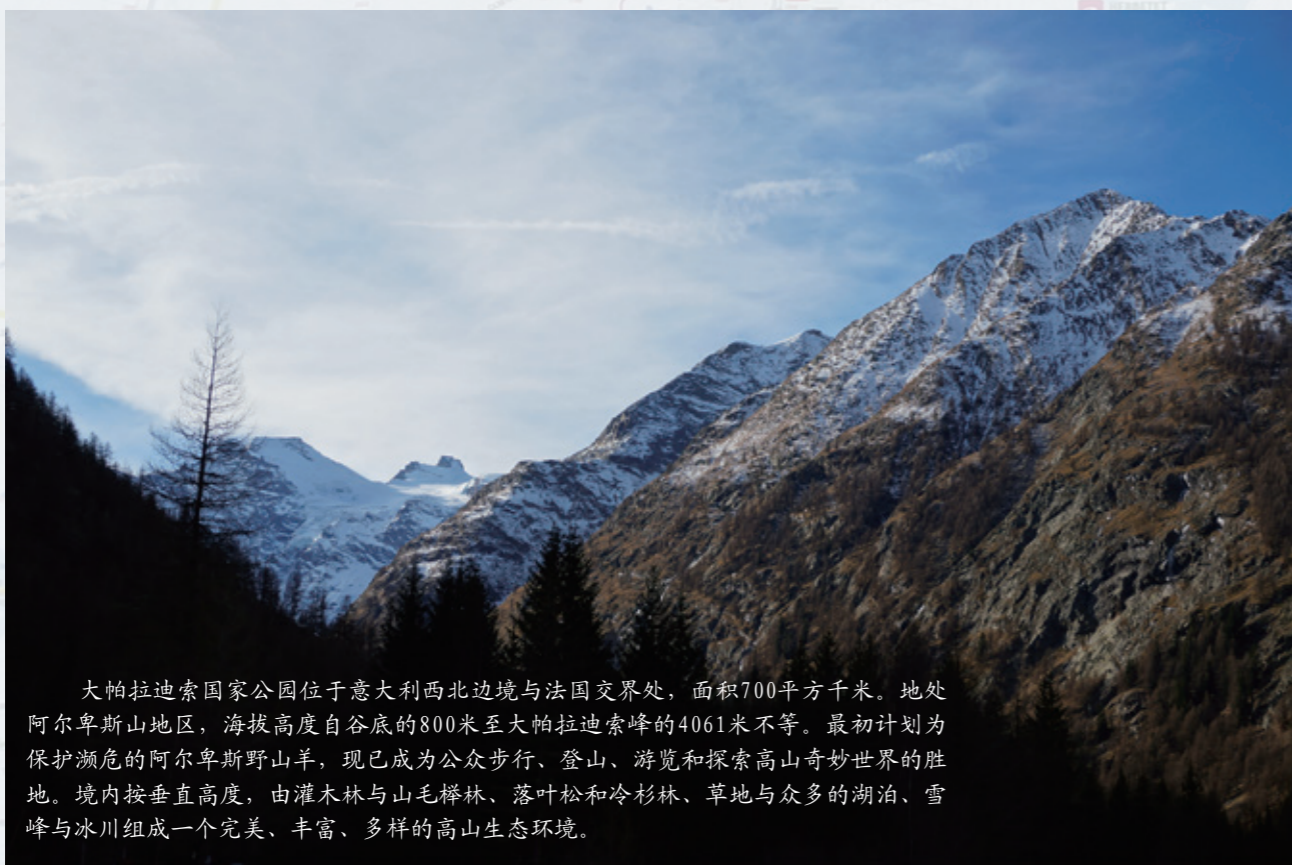 大帕拉迪索国家公园位于意大利西北边境与法国交界处，面积700平方千米。地处
阿尔卑斯山地区，海拔高度自谷底的800米至大帕拉迪索峰的4061米不等。最初计划为
保护濒危的阿尔卑斯野山羊，现已成为公众步行、登山、游览和探索高山奇妙世界的胜
地。境内按垂直高度，由灌木林与山毛榉林、落叶松和冷杉林、草地与众多的湖泊、雪
峰与冰川组成一个完美、丰富、多样的高山生态环境。